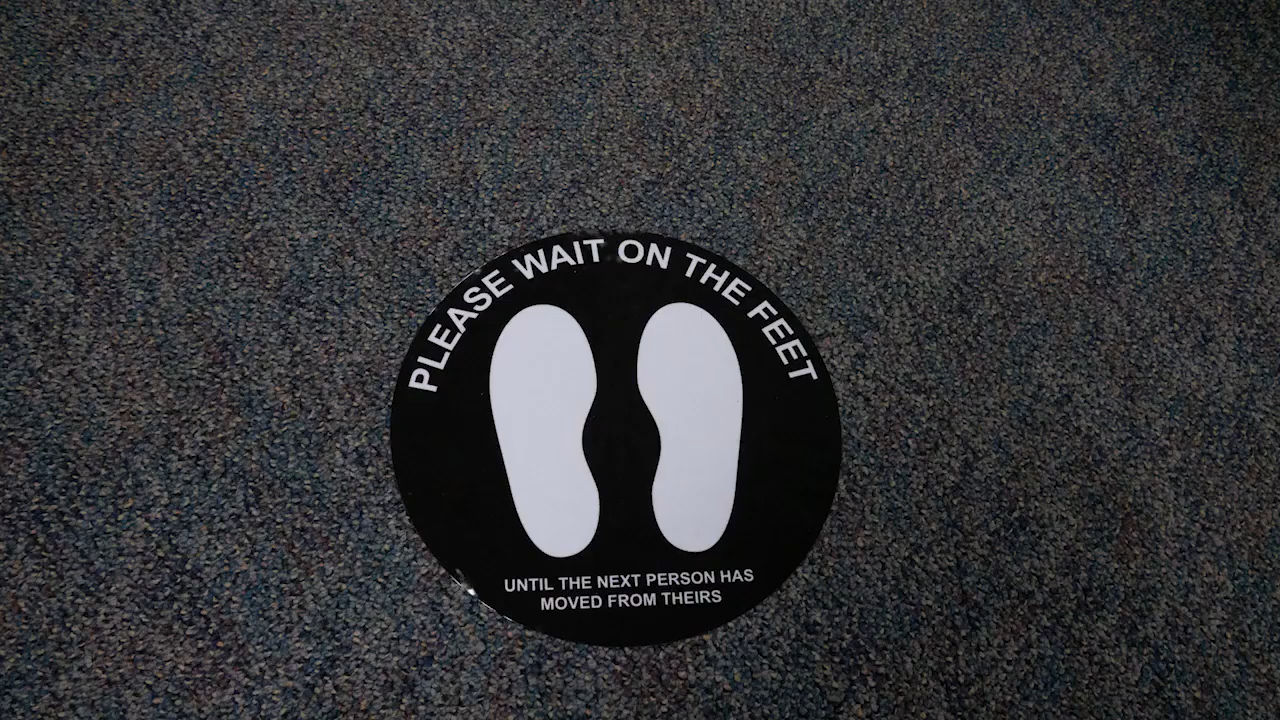 PLEASE WAIT ON THE FEET
UNTIL THE NEXT PERSON HAS
MOVED FROM THEIRS